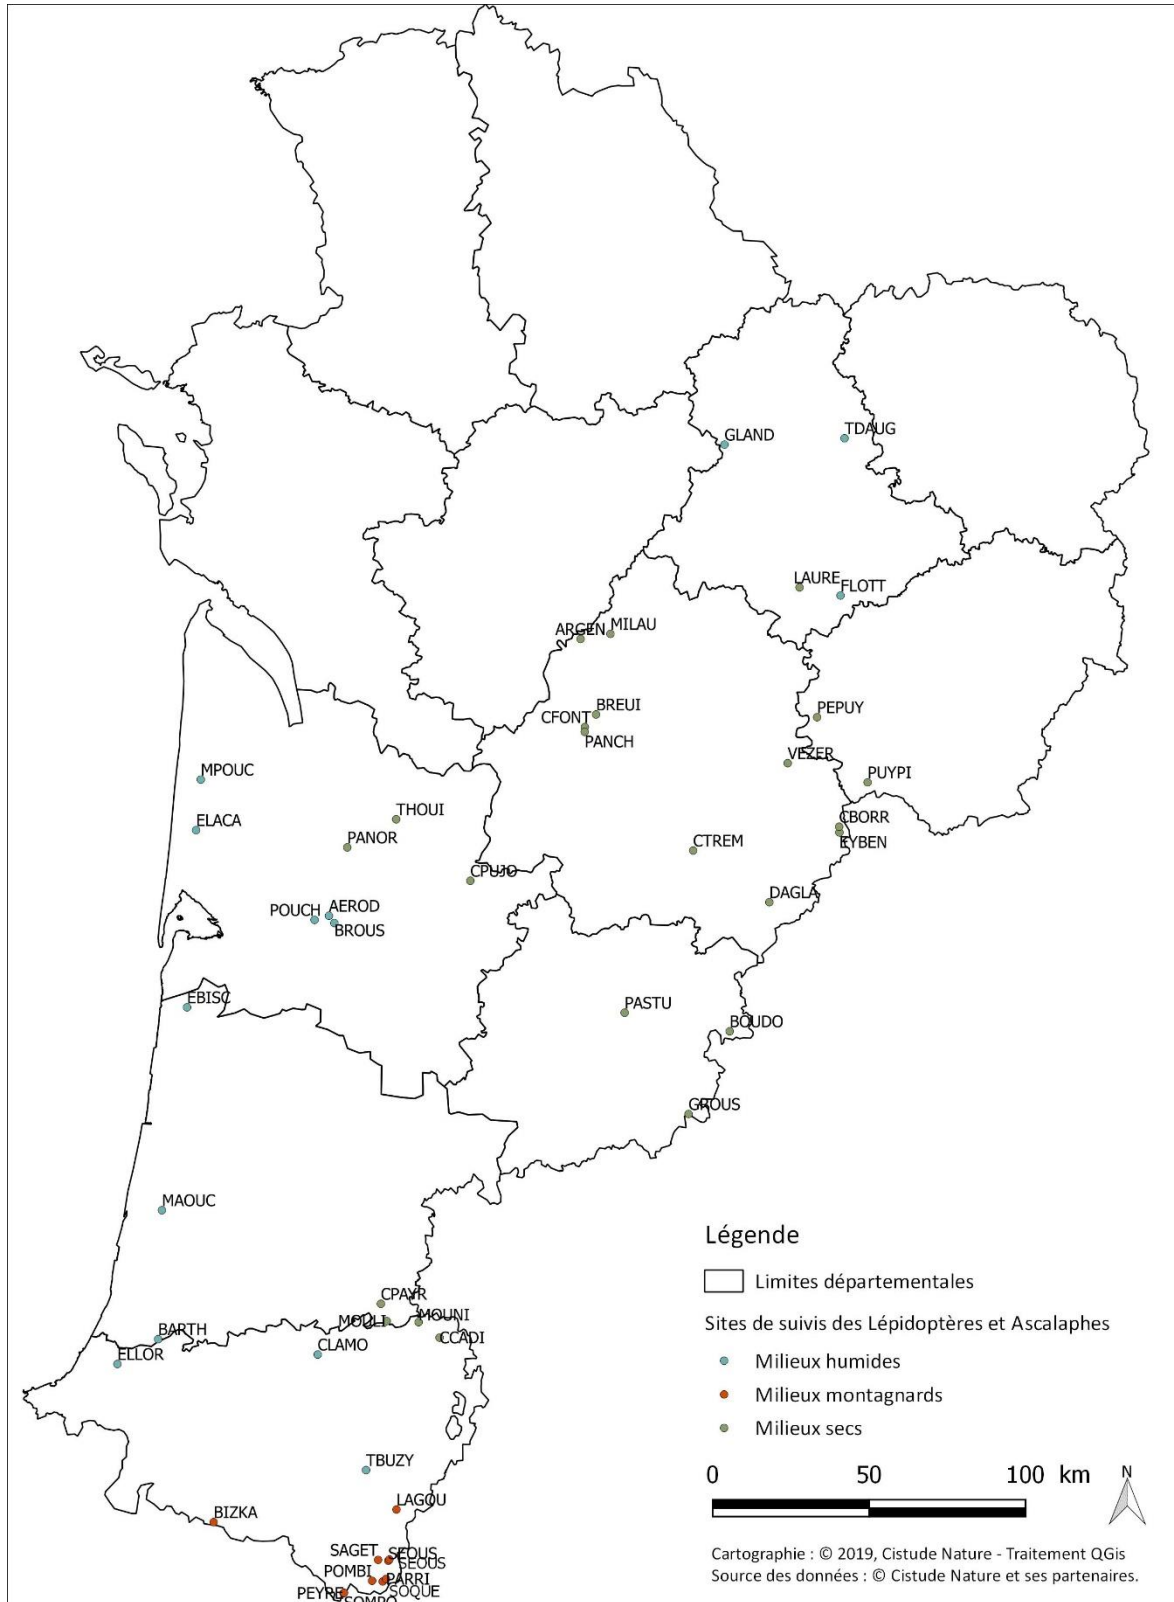 GLAND
TDAUG
LAURE
FLOTT
ARGEN
MILAU
BREUI
CFONT
PANCH
PEPUY
VEZER
PUYPI
MPOUC
ELACA
THOUI
PANOR
CBORR
EYBEN
CTREM
CPUJO
DAGLA
POUCH
AEROD
BROUS
EBISC
PASTU
BOUDO
GROUS
MAOUC
CPAYR
MOULI
MOUNI
CCADI
BARTH
CLAMO
ELLOR
TBUZY
LAGOU
BIZKA
SAGET
SEOUS
SEOUS
POMBI
PARRI
SOQUE
PEYRE
SOMPO
Légende
Limites départementales
Sites de suivis des Lépidoptères et Ascalaphes
Milieux humides
Milieux montagnards
Milieux secs
0 50 100 km
N
Cartographie : © 2019, Cistude Nature - Traitement QGis
Source des données : © Cistude Nature et ses partenaires.